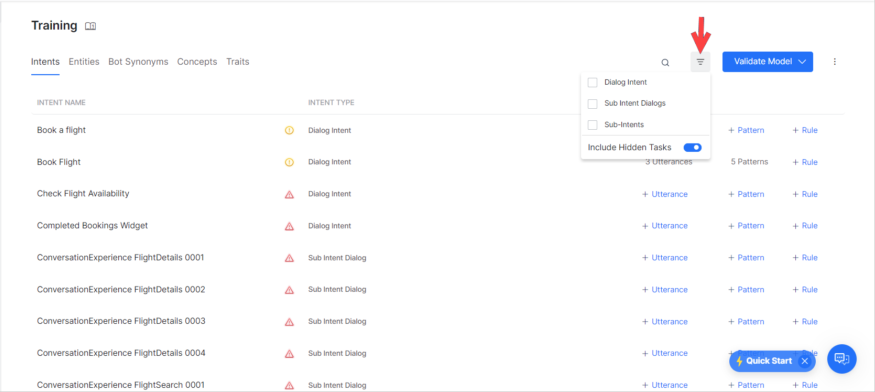 Training
Intents Entities Bot Synonyms Concepts Traits
Validate Model
Dialog Intent
Sub Intent Dialogs
Sub-Intents
Include Hidden Tasks
INTENT NAME INTENT TYPE
Book a flight Dialog Intent + Pattern + Rule
Book Flight Dialog Intent 3 Utterances 5 Patterns + Rule
Check Flight Availability Dialog Intent + Utterance + Pattern + Rule
Completed Bookings Widget Dialog Intent + Utterance + Pattern + Rule
ConversationExperience FlightDetails 0001 Sub Intent Dialog + Utterance + Pattern + Rule
ConversationExperience FlightDetails 0002 Sub Intent Dialog + Utterance + Pattern + Rule
ConversationExperience FlightDetails 0003 Sub Intent Dialog + Utterance + Pattern + Rule
ConversationExperience FlightDetails 0004 Sub Intent Dialog + Utterance + Pattern + Rule
Quick Start
ConversationExperience FlightSearch 0001 Sub Intent Dialog + Utterance + Pattern + Rule